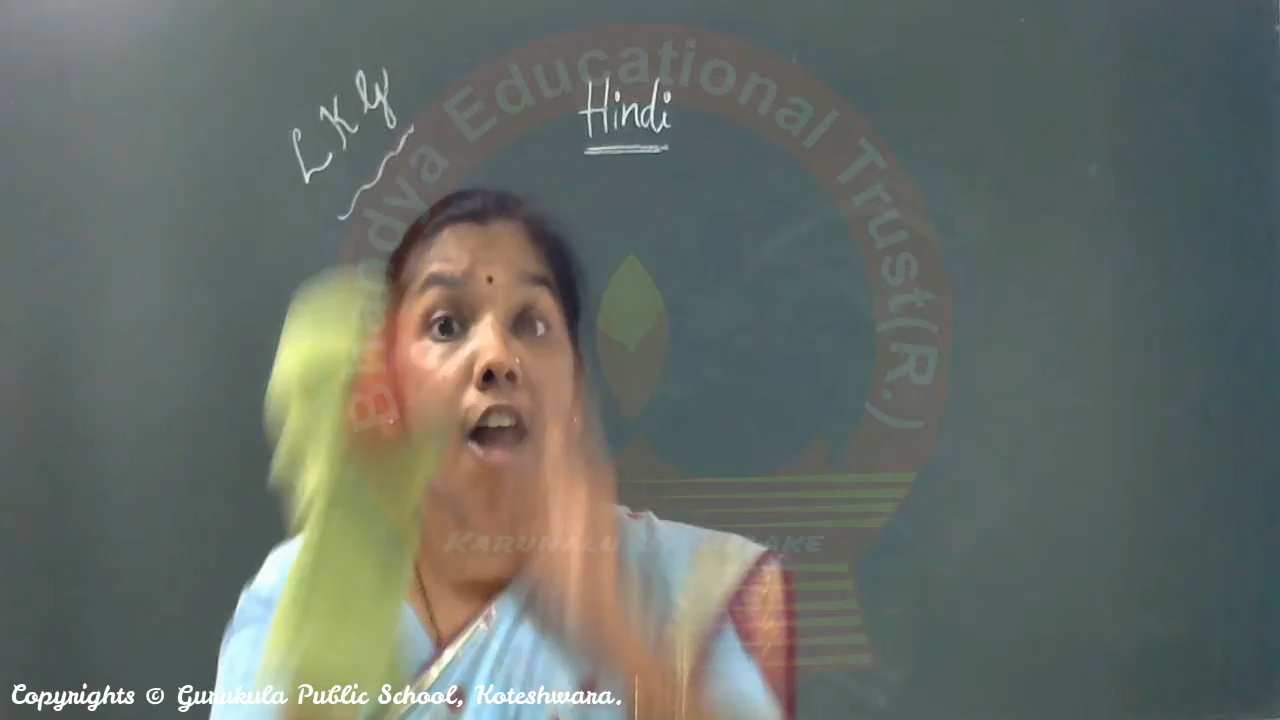 LKG
Hindi
Educational Trust(R.)
Copyrights © Gurukula Public School, Koteshwara.